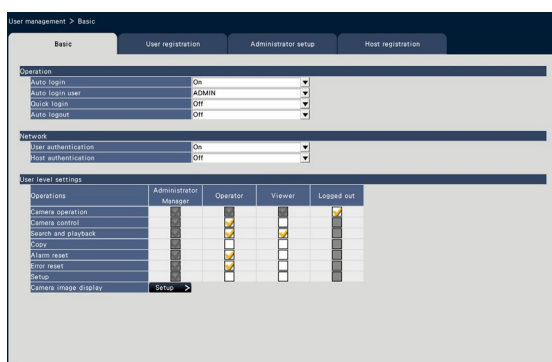 User management > Basic
Basic User registration Administrator setup Host registration
Operation
Auto login On
Auto login user ADMIN
Quick login Off
Auto logout Off
Network
User authentication On
Host authentication Off
User level settings
Operations Administrator Manager Operator Viewer Logged out
Camera operation
Camera control
Search and playback
Copy
Alarm reset
Error reset
Setup
Camera image display Setup >